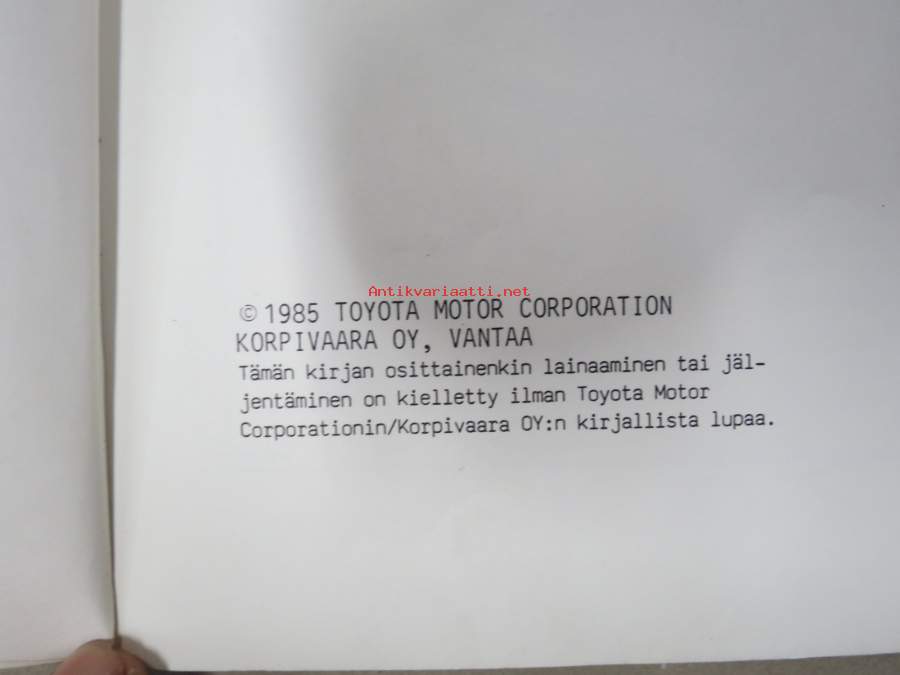 Antikvariaatti.net
© 1985 TOYOTA MOTOR CORPORATION
KORPIVAARA OY, VANTAA
Tämän kirjan osittainenkin lainaaminen tai jäl-
jentäminen on kielletty ilman Toyota Motor
Corporationin/Korpivaara OY:n kirjallista lupaa.